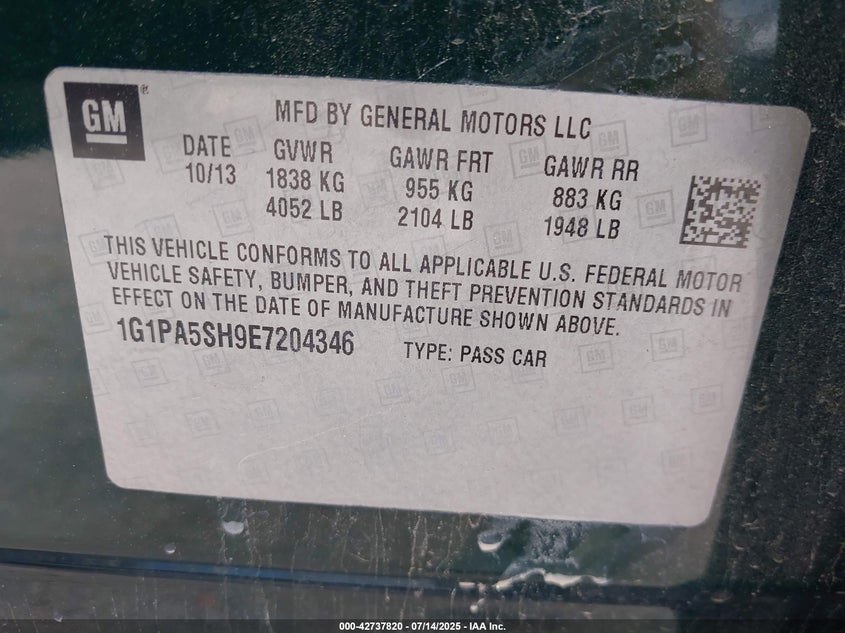 GM®
MFD BY GENERAL MOTORS LLC
DATE GVWR GAWR FRT GAWR RR
10/13 1838 KG 955 KG 883 KG
4052 LB 2104 LB 1948 LB
THIS VEHICLE CONFORMS TO ALL APPLICABLE U.S. FEDERAL MOTOR
VEHICLE SAFETY, BUMPER, AND THEFT PREVENTION STANDARDS IN
EFFECT ON THE DATE OF MANUFACTURE SHOWN ABOVE.
1G1PA5SH9E7204346 TYPE: PASS CAR
000-42737820 - 07/14/2025 - IAA Inc.